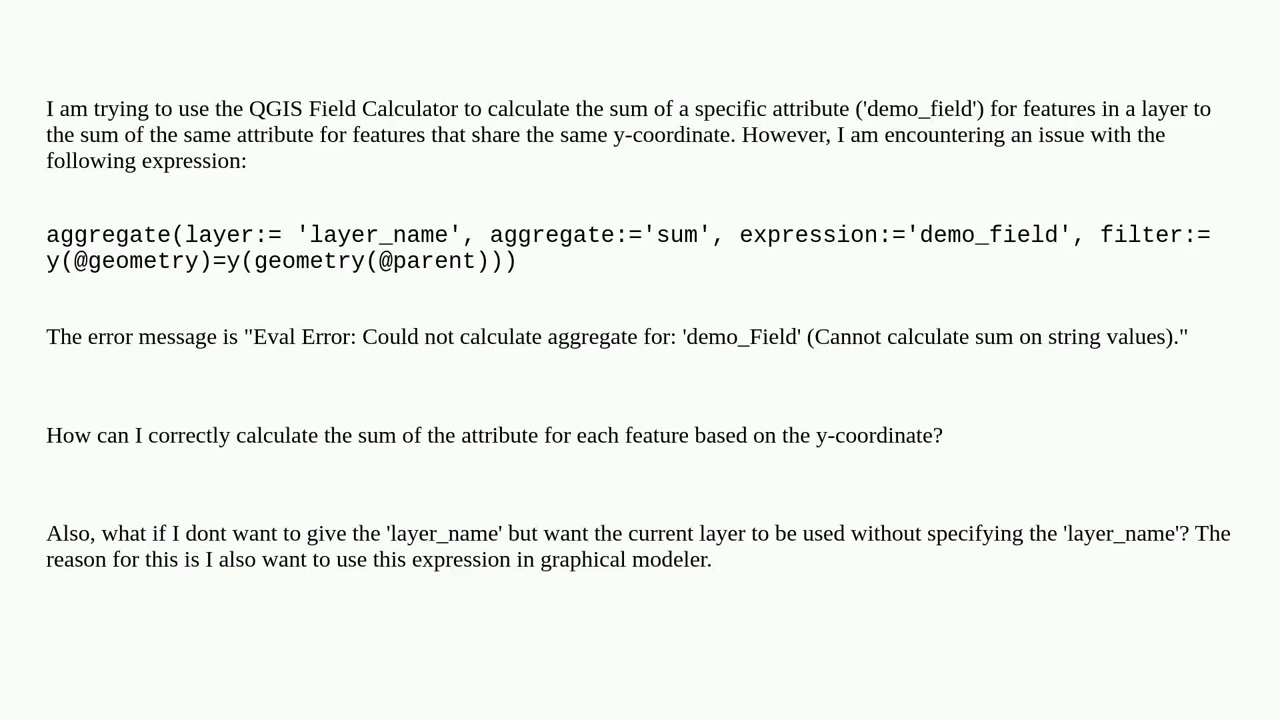 I am trying to use the QGIS Field Calculator to calculate the sum of a specific attribute ('demo_field') for features in a layer to
the sum of the same attribute for features that share the same y-coordinate. However, I am encountering an issue with the
following expression:
aggregate(layer:= 'layer_name', aggregate:='sum', expression:='demo_field', filter:=
y(@geometry)=y(geometry(@parent)))
The error message is "Eval Error: Could not calculate aggregate for: 'demo_Field' (Cannot calculate sum on string values)."
How can I correctly calculate the sum of the attribute for each feature based on the y-coordinate?
Also, what if I dont want to give the 'layer_name' but want the current layer to be used without specifying the 'layer_name'? The
reason for this is I also want to use this expression in graphical modeler.